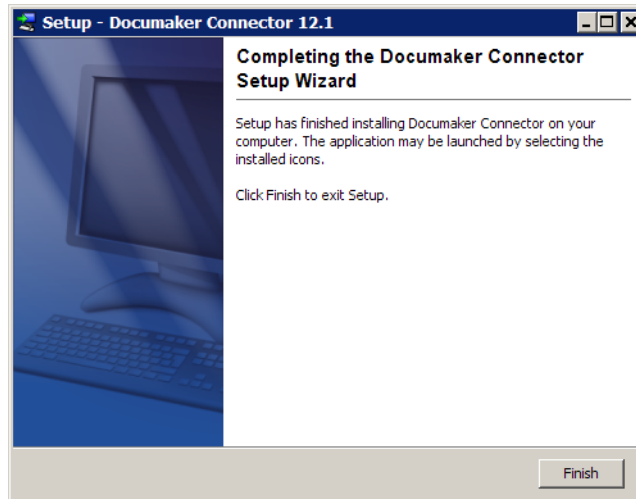 Setup - Documaker Connector 12.1
Completing the Documaker Connector
Setup Wizard
Setup has finished installing Documaker Connector on your
computer. The application may be launched by selecting the
installed icons.
Click Finish to exit Setup.
Finish